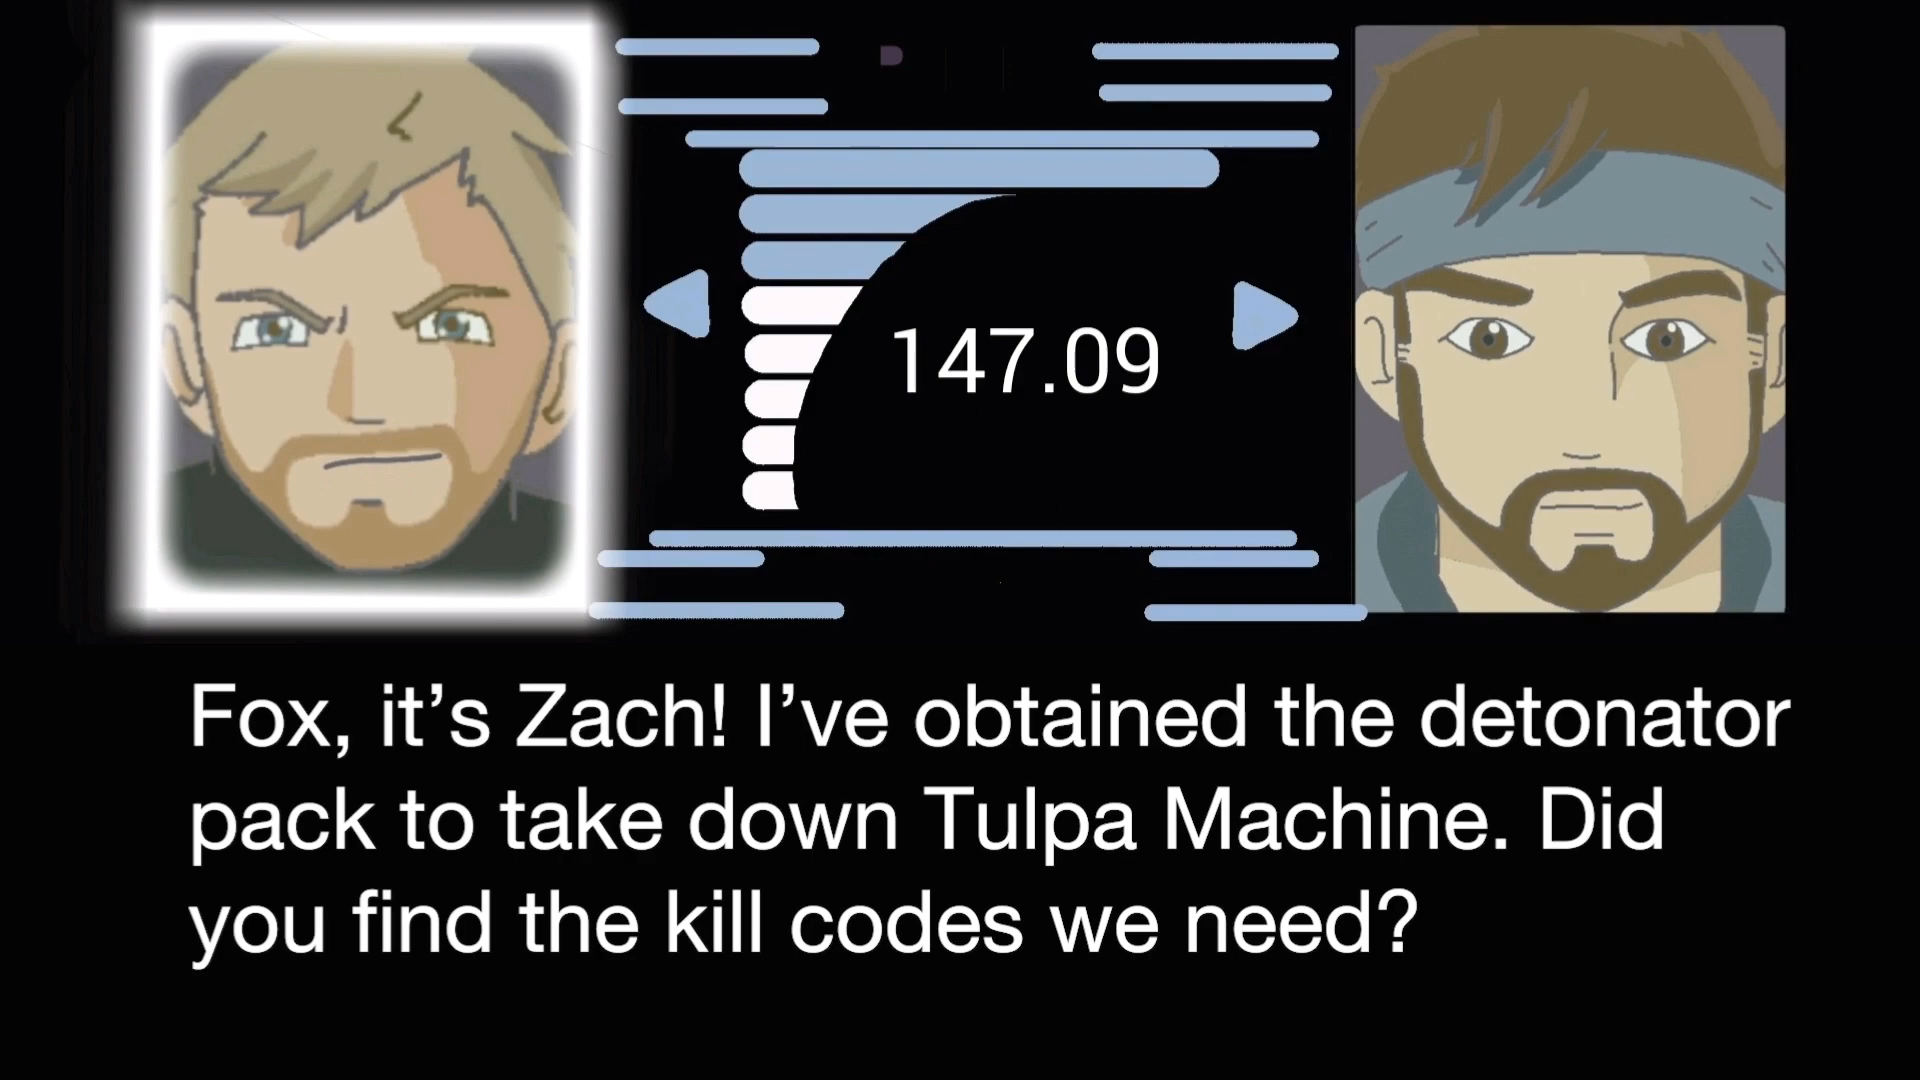 147.09
Fox, it’s Zach! I’ve obtained the detonator
pack to take down Tulpa Machine. Did
you find the kill codes we need?